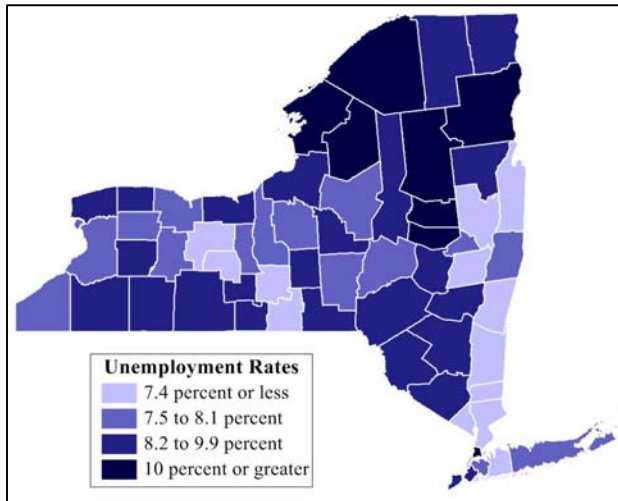 Unemployment Rates
7.4 percent or less
7.5 to 8.1 percent
8.2 to 9.9 percent
10 percent or greater